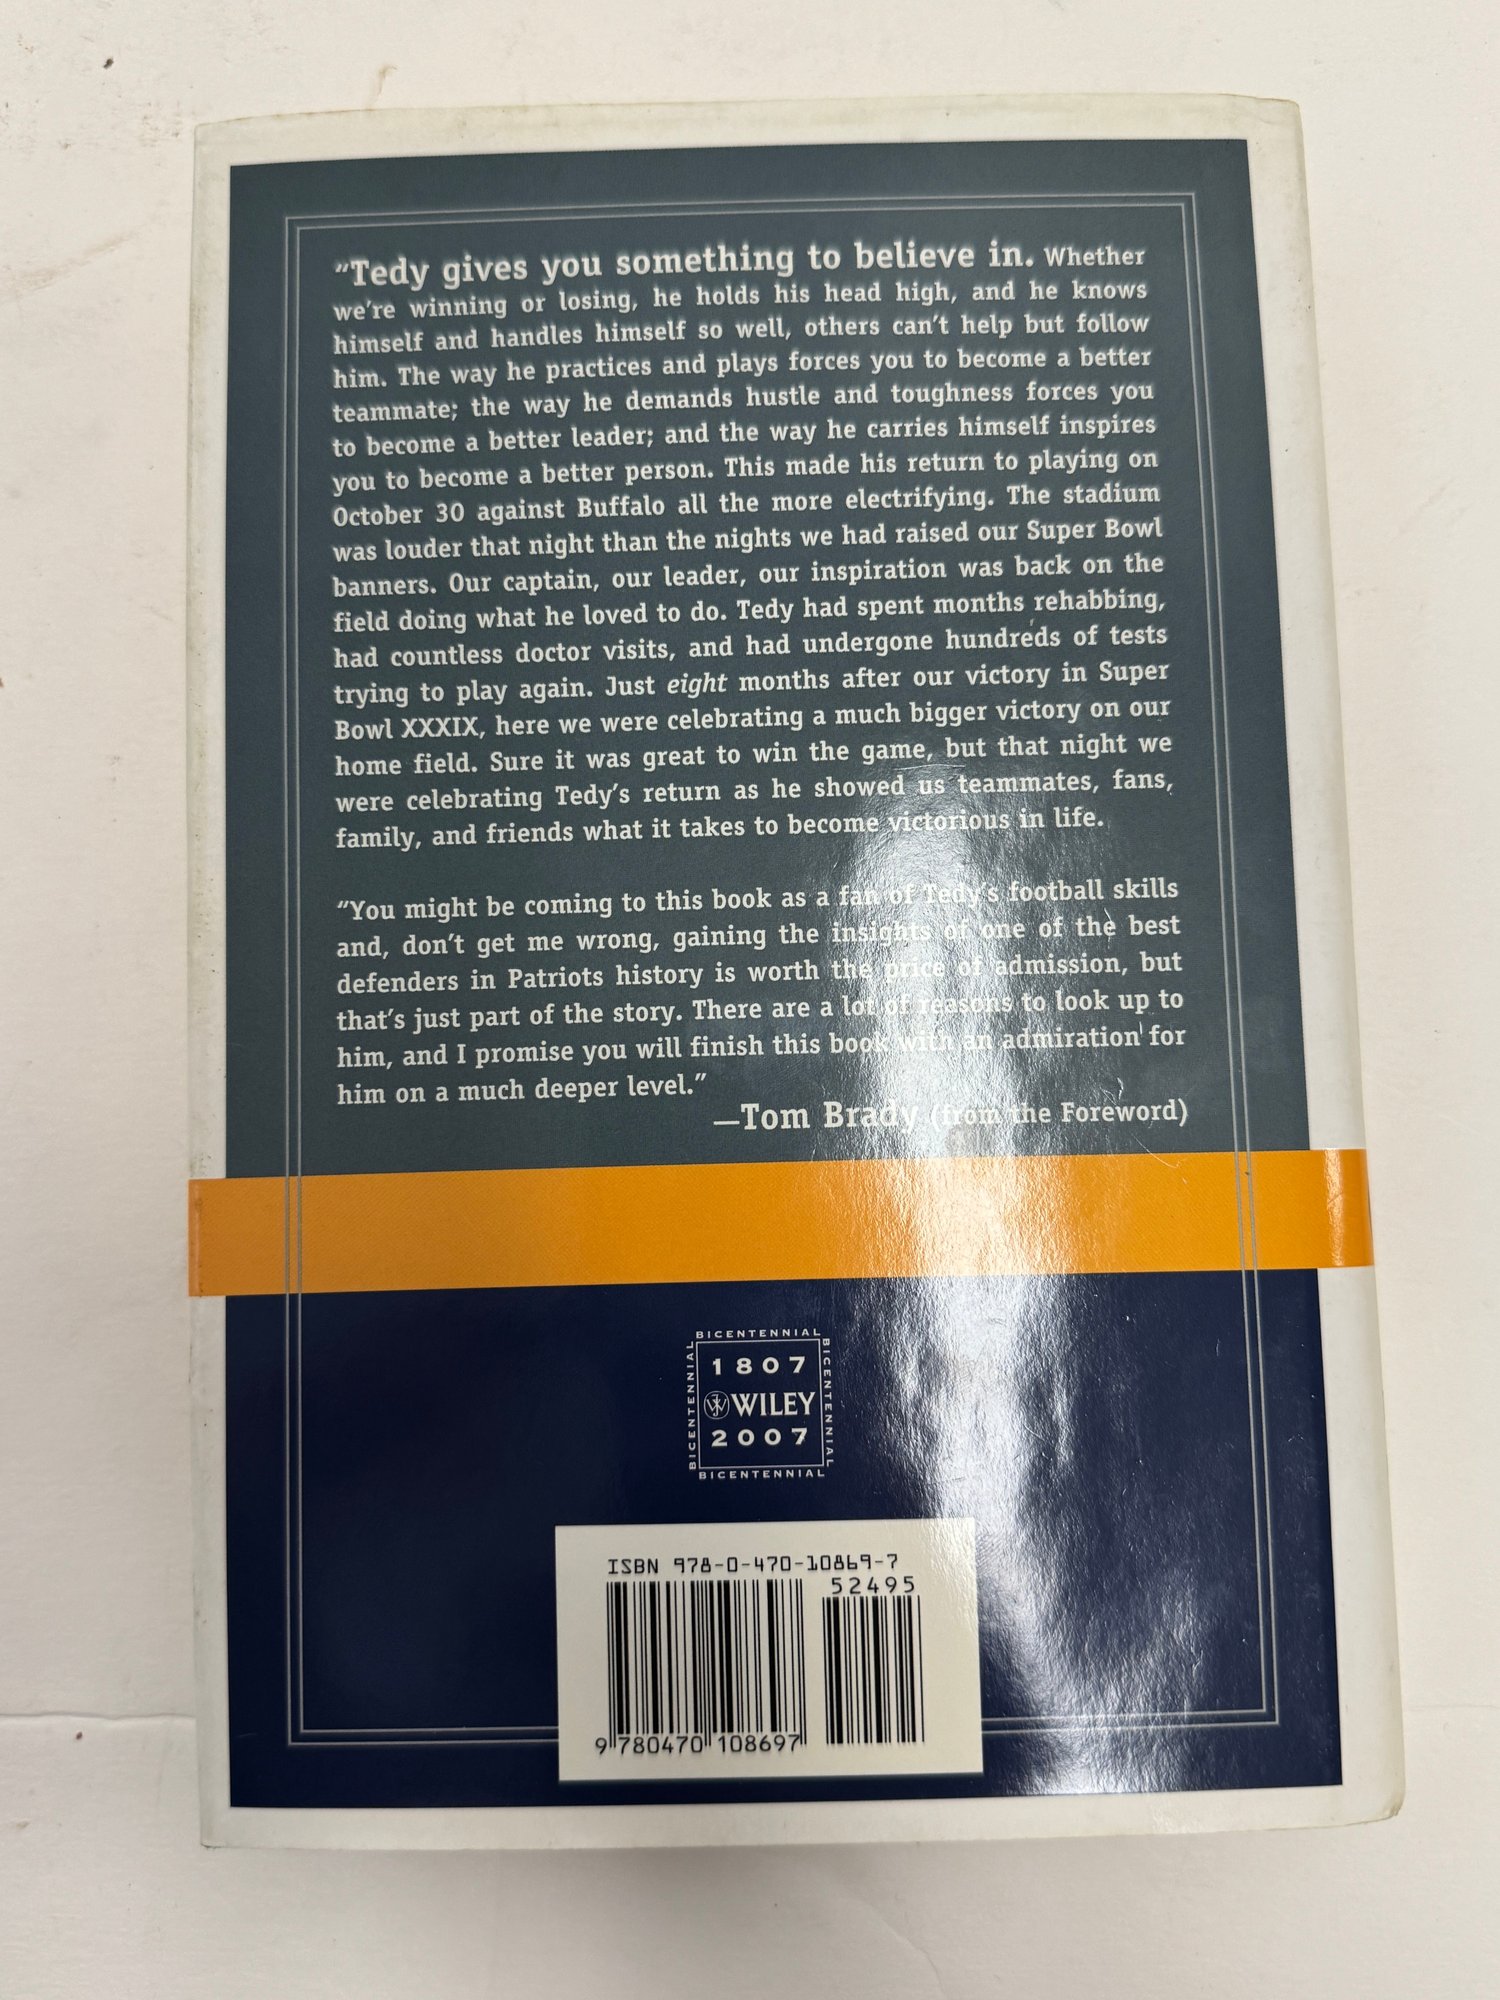 “Tedy gives you something to believe in. Whether
we’re winning or losing, he holds his head high, and he knows
himself and handles himself so well, others can’t help but follow
him. The way he practices and plays forces you to become a better
teammate; the way he demands hustle and toughness forces you
to become a better leader; and the way he carries himself inspires
you to become a better person. This made his return to playing on
October 30 against Buffalo all the more electrifying. The stadium
was louder that night than the nights we had raised our Super Bowl
banners. Our captain, our leader, our inspiration was back on the
field doing what he loved to do. Tedy had spent months rehabbing,
had countless doctor visits, and had undergone hundreds of tests
trying to play again. Just eight months after our victory in Super
Bowl XXXIX, here we were celebrating a much bigger victory on our
home field. Sure it was great to win the game, but that night we
were celebrating Tedy’s return as he showed us teammates, fans,
family, and friends what it takes to become victorious in life.
“You might be coming to this book as a fan of Tedy’s football skills
and, don’t get me wrong, gaining the insights of one of the best
defenders in Patriots history is worth the price of admission, but
that’s just part of the story. There are a lot of reasons to look up to
him, and I promise you will finish this book with an admiration for
him on a much deeper level.”
—Tom Brady (from the Foreword)
BICENTENNIAL
BICENTENNIAL
1807
WILEY
2007
BICENTENNIAL
BICENTENNIAL
ISBN 978-0-470-10869-7
52495
9 780470 108697